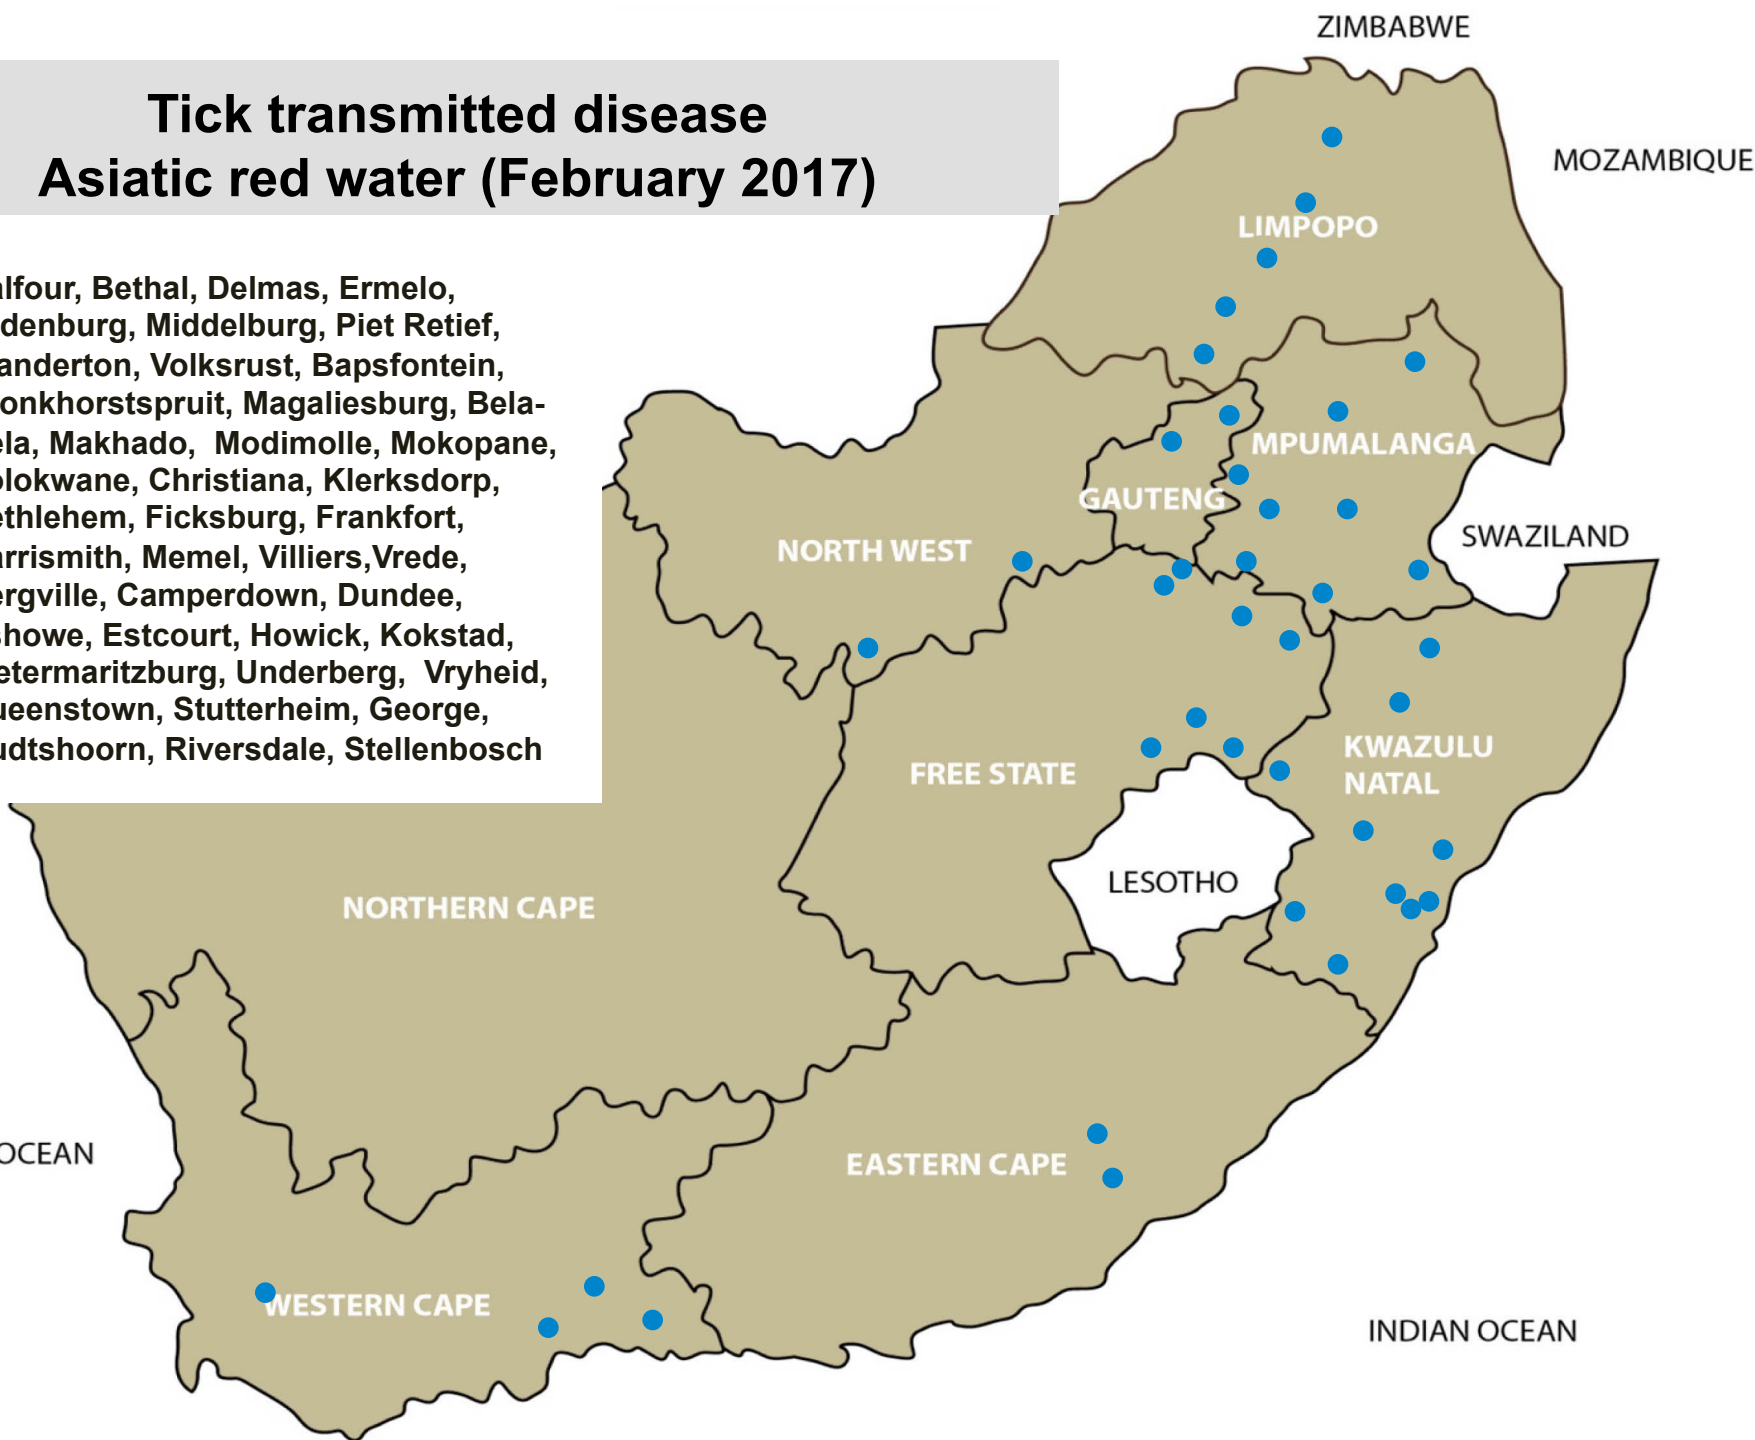 ZIMBABWE
Tick transmitted disease
Asiatic red water (February 2017)
MOZAMBIQUE
LIMPOPO
alfour, Bethal, Delmas, Ermelo,
denburg, Middelburg, Piet Retief,
anderton, Volksrust, Bapsfontein,
onkhorstspruit, Magaliesburg, Bela-
ela, Makhado, Modimolle, Mokopane,
olokwane, Christiana, Klerksdorp,
ethlehem, Ficksburg, Frankfort,
arrismith, Memel, Villiers,Vrede,
ergville, Camperdown, Dundee,
showe, Estcourt, Howick, Kokstad,
etermaritzburg, Underberg, Vryheid,
ueenstown, Stutterheim, George,
udtshoorn, Riversdale, Stellenbosch
MPUMALANGA
GAUTENG
NORTH WEST
SWAZILAND
KWAZULU
NATAL
FREE STATE
LESOTHO
NORTHERN CAPE
OCEAN
EASTERN CAPE
WESTERN CAPE
INDIAN OCEAN